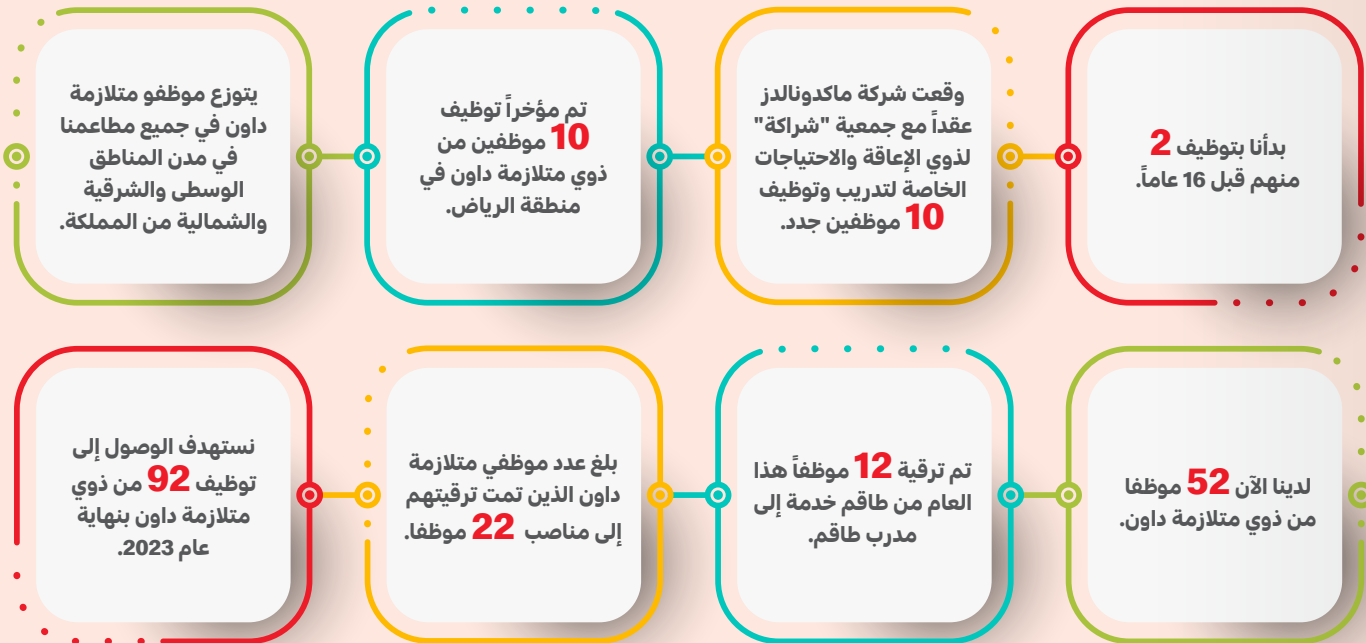 بدأنا بتوظيف 2
منهم قبل 16 عاماً.
وقعت شركة ماكدونالدز
عقداً مع جمعية "شراكة"
لذوي الإعاقة والاحتياجات
الخاصة لتدريب وتوظيف
10 موظفين جدد.
تم مؤخراً توظيف
10 موظفين من
ذوي متلازمة داون في
منطقة الرياض.
يتوزع موظفو متلازمة
داون في جميع مطاعمنا
في مدن المناطق
الوسطى والشرقية
والشمالية من المملكة.
لدينا الآن 52 موظفا
من ذوي متلازمة داون.
تم ترقية 12 موظفاً هذا
العام من طاقم خدمة إلى
مدرب طاقم.
بلغ عدد موظفي متلازمة
داون الذين تمت ترقيتهم
إلى مناصب 22 موظفا.
نستهدف الوصول إلى
توظيف 92 من ذوي
متلازمة داون بنهاية
عام 2023.